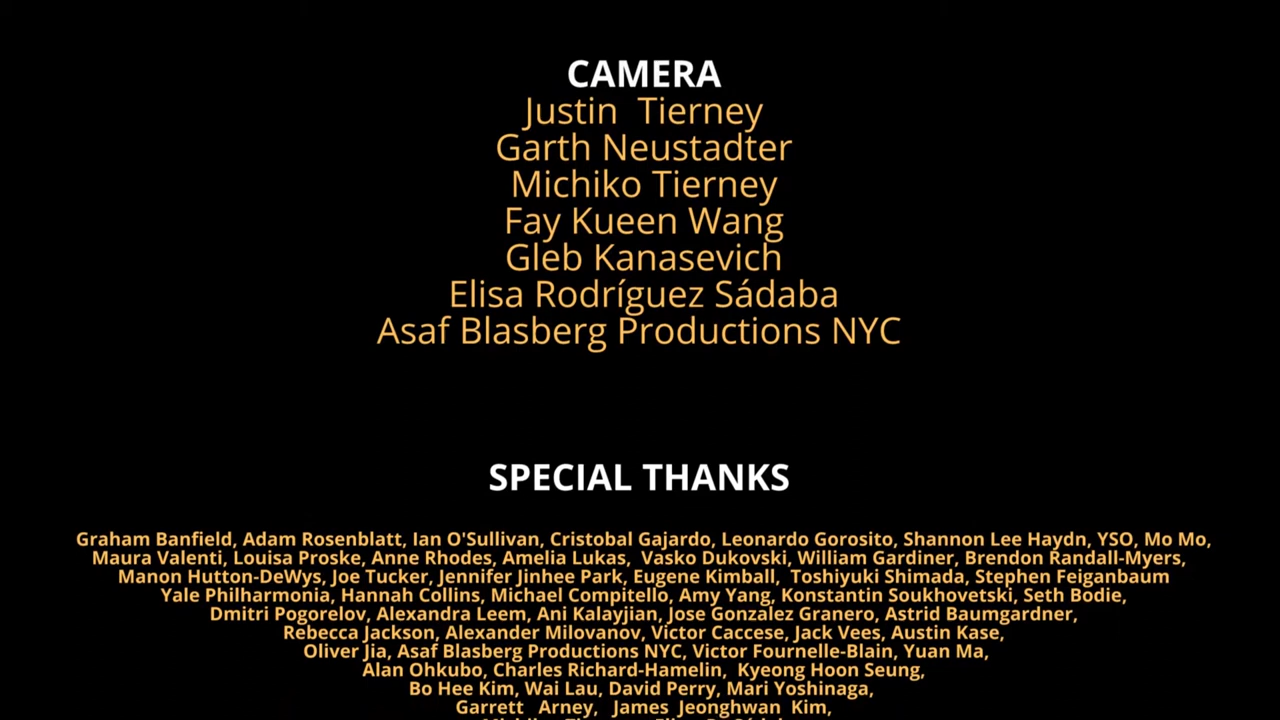 CAMERA
Justin Tierney
Garth Neustadter
Michiko Tierney
Fay Kueen Wang
Gleb Kanasevich
Elisa Rodríguez Sádaba
Asaf Blasberg Productions NYC
SPECIAL THANKS
Graham Banfield, Adam Rosenblatt, Ian O'Sullivan, Cristobal Gajardo, Leonardo Gorosito, Shannon Lee Haydn, YSO, Mo Mo,
Maura Valenti, Louisa Proske, Anne Rhodes, Amelia Lukas, Vasko Dukovski, William Gardiner, Brendon Randall-Myers,
Manon Hutton-DeWys, Joe Tucker, Jennifer Jinhee Park, Eugene Kimball, Toshiyuki Shimada, Stephen Feiganbaum
Yale Philharmonia, Hannah Collins, Michael Compitello, Amy Yang, Konstantin Soukhovetski, Seth Bodie,
Dmitri Pogorelov, Alexandra Leem, Ani Kalayjian, Jose Gonzalez Granero, Astrid Baumgardner,
Rebecca Jackson, Alexander Milovanov, Victor Caccese, Jack Vees, Austin Kase,
Oliver Jia, Asaf Blasberg Productions NYC, Victor Fournelle-Blain, Yuan Ma,
Alan Ohkubo, Charles Richard-Hamelin, Kyeong Hoon Seung,
Bo Hee Kim, Wai Lau, David Perry, Mari Yoshinaga,
Garrett Arney, James Jeonghwan Kim,